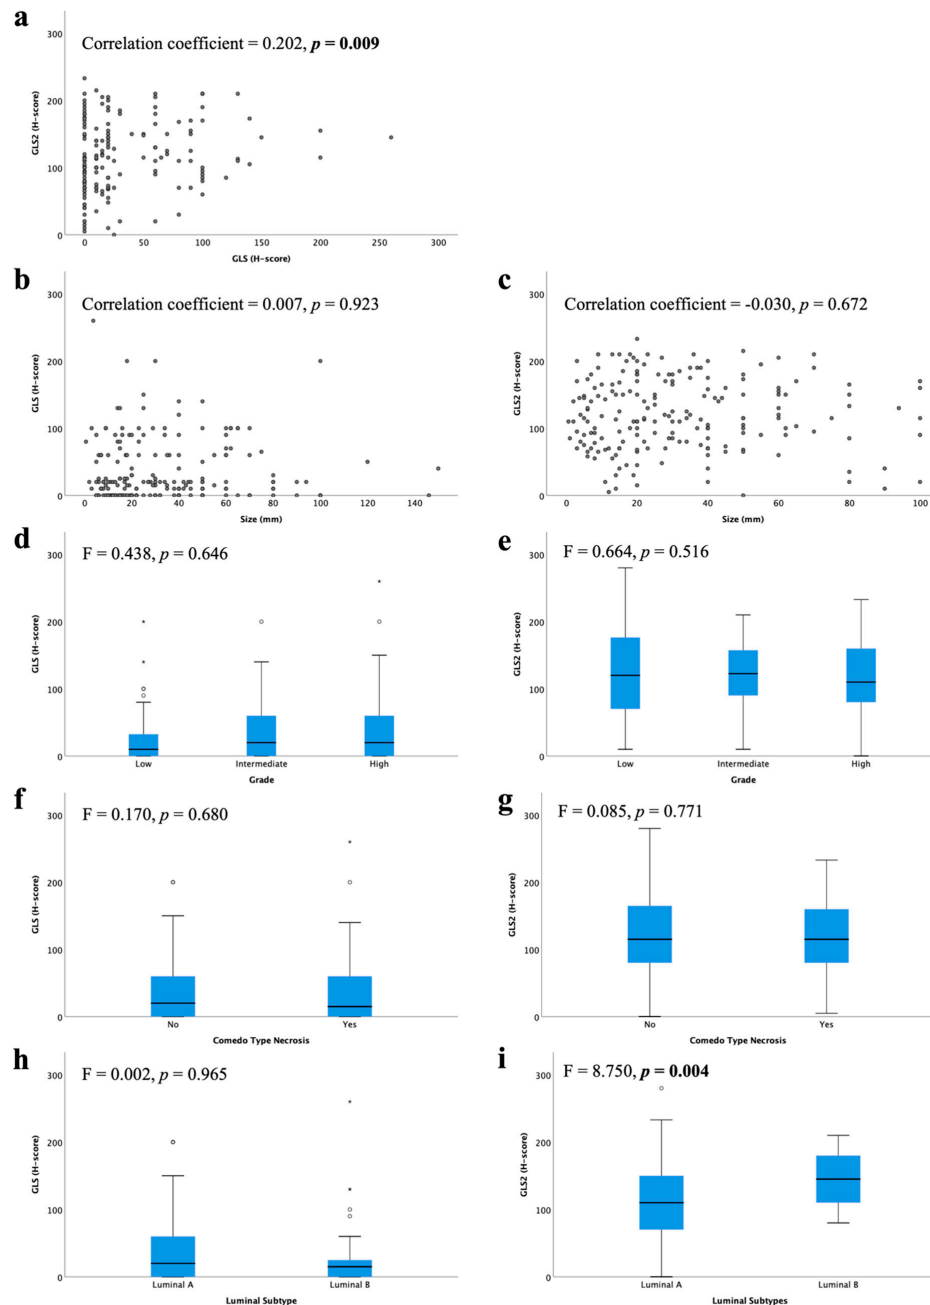 a
Correlation coefficient = 0.202, p = 0.009
300
200
100
0
GLS2 (H-score)
0 50 100 150 200 250 300
GLS (H-score)
b
Correlation coefficient = 0.007, p = 0.923
300
200
100
0
GLS (H-score)
0 20 40 60 80 100 120 140
Size (mm)
c
Correlation coefficient = -0.030, p = 0.672
300
200
100
0
GLS2 (H-score)
0 20 40 60 80 100
Size (mm)
d
F = 0.438, p = 0.646
300
200
100
0
GLS (H-score)
Low Intermediate High
Grade
e
F = 0.664, p = 0.516
300
200
100
0
GLS2 (H-score)
Low Intermediate High
Grade
f
F = 0.170, p = 0.680
300
200
100
0
GLS (H-score)
No Yes
Comedo Type Necrosis
g
F = 0.085, p = 0.771
300
200
100
0
GLS2 (H-score)
No Yes
Comedo Type Necrosis
h
F = 0.002, p = 0.965
300
200
100
0
GLS (H-score)
Luminal A Luminal B
Luminal Subtype
i
F = 8.750, p = 0.004
300
200
100
0
GLS2 (H-score)
Luminal A Luminal B
Luminal Subtypes